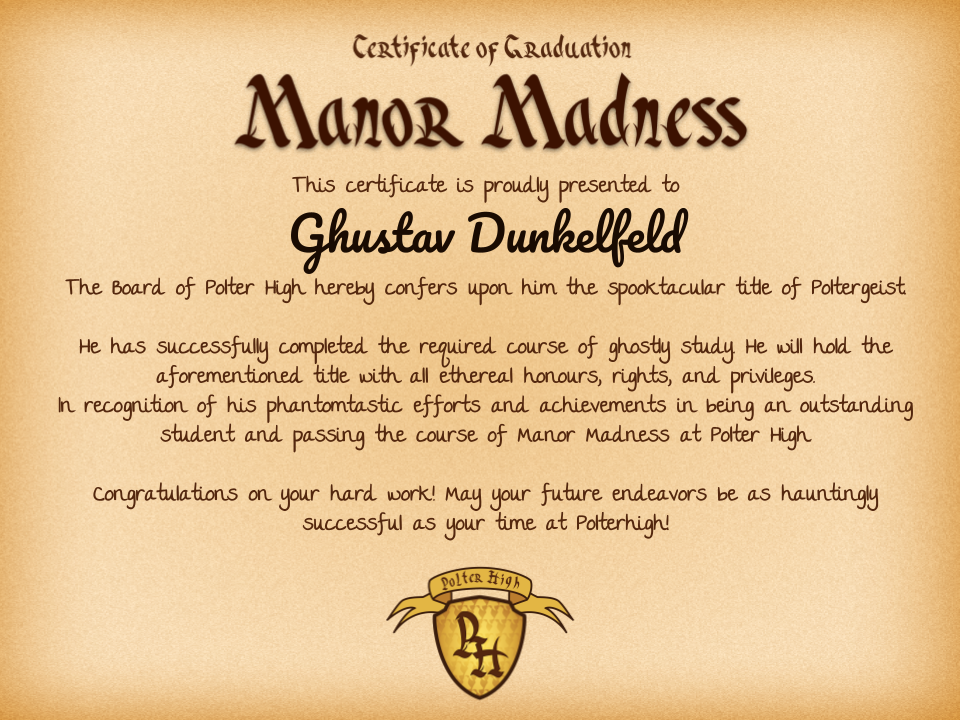 Certificate of Graduation
Manor Madness
This certificate is proudly presented to
Ghustav Dunkelfeld
The Board of Polter High hereby confers upon him the spooktacular title of Poltergeist.
He has successfully completed the required course of ghostly study. He will hold the
aforementioned title with all ethereal honours, rights, and privileges.
In recognition of his phantomtastic efforts and achievements in being an outstanding
student and passing the course of Manor Madness at Polter High.
Congratulations on your hard work! May your future endeavors be as hauntingly
successful as your time at Polterhigh!
Polter High
PH